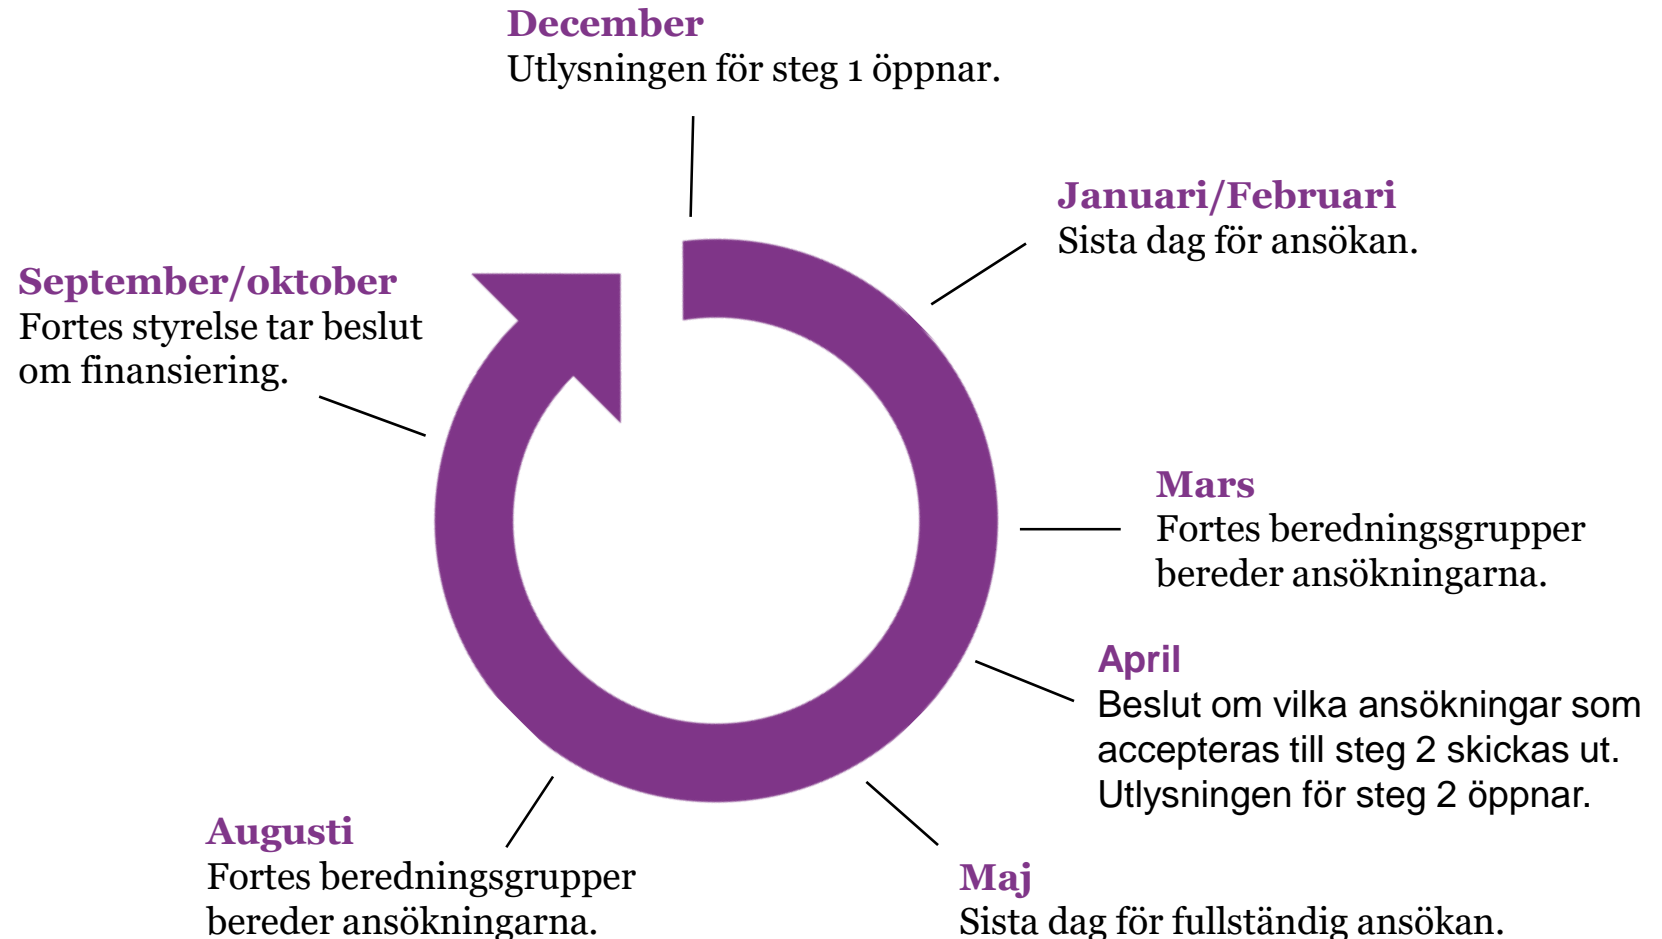 December
Utlysningen för steg 1 öppnar.
Januari/Februari
Sista dag för ansökan.
Mars
Fortes beredningsgrupper
bereder ansökningarna.
April
Beslut om vilka ansökningar som
accepteras till steg 2 skickas ut.
Utlysningen för steg 2 öppnar.
Maj
Sista dag för fullständig ansökan.
Augusti
Fortes beredningsgrupper
bereder ansökningarna.
September/oktober
Fortes styrelse tar beslut
om finansiering.